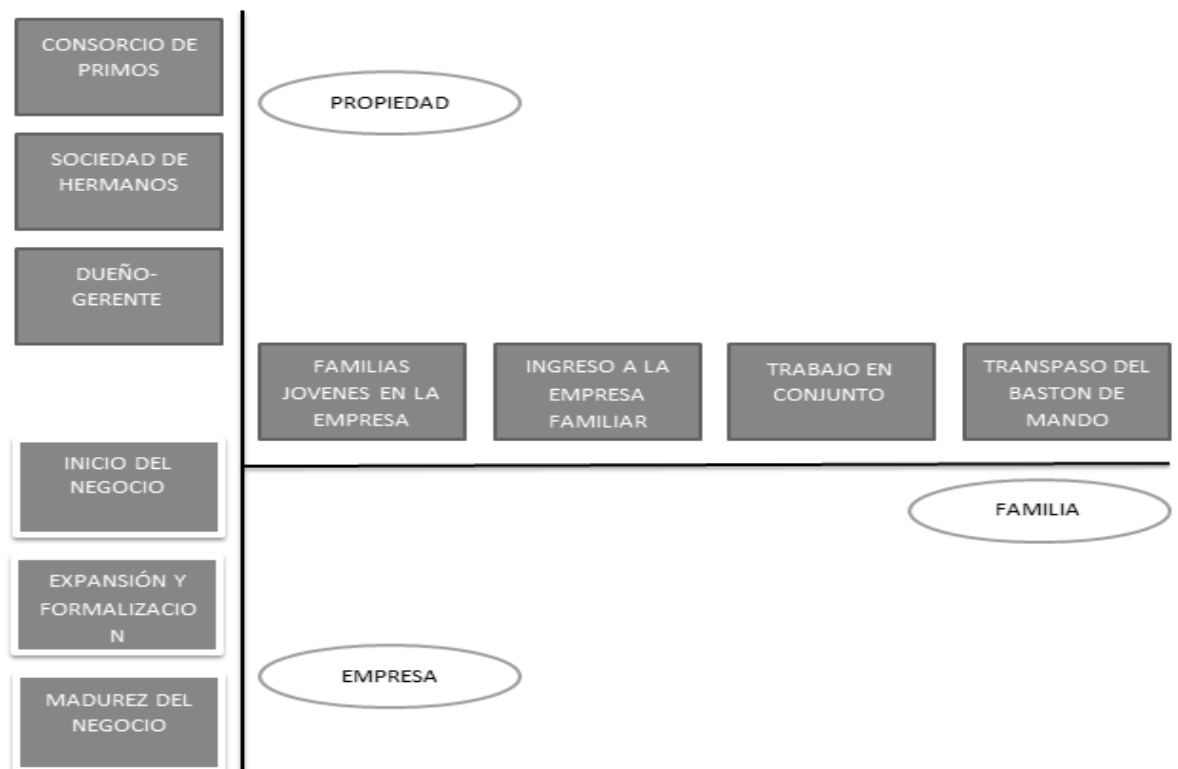 CONSORCIO DE
PRIMOS
PROPIEDAD
SOCIEDAD DE
HERMANOS
DUEÑO-
GERENTE
FAMILIAS
JOVENES EN LA
EMPRESA
INGRESO A LA
EMPRESA
FAMILIAR
TRABAJO EN
CONJUNTO
TRANSPASO DEL
BASTON DE
MANDO
INICIO DEL
NEGOCIO
FAMILIA
EXPANSIÓN Y
FORMALIZACIO
N
EMPRESA
MADUREZ DEL
NEGOCIO